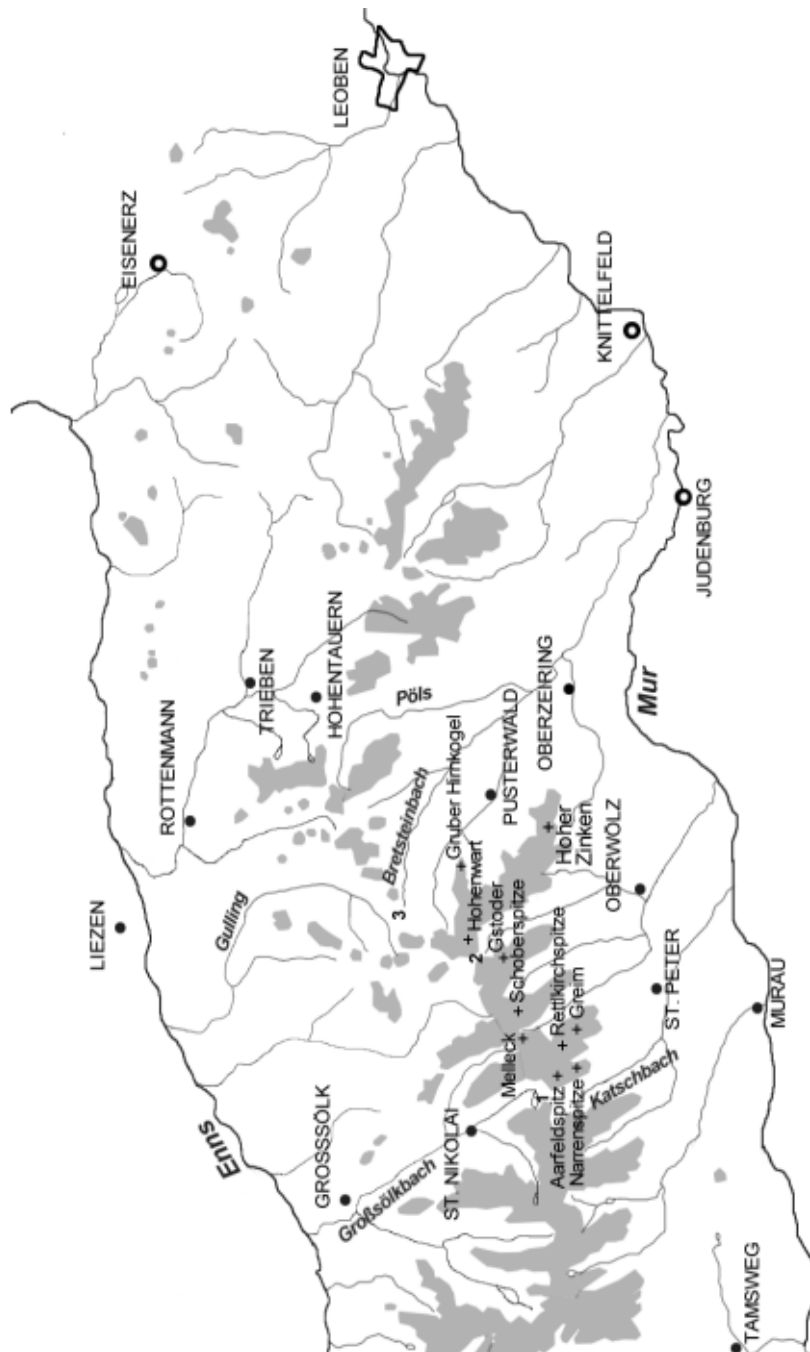 LEOBEN
EISENERZ
KNITTELFELD
JUDENBURG
TRIEBEN
HOHENTAUERN
ROTTENMANN
Pöls
OBERZEIRING
Mur
PUSTERWALD
Gruber Hirnkogel
Bretsteinbach
Hoher
Zinken
LIEZEN
Gulling
3
Hohenwart
2
Gstoder
Schoberspitze
OBERWÖLZ
Rettlkirchspitze
Greim
ST. PETER
MURAU
Melleck
1
Katschbach
Aarfeldspitz
Narrenspitze
Enns
GROSSSÖLK
ST. NIKOLAI
Großsölkbach
TAMSWEG